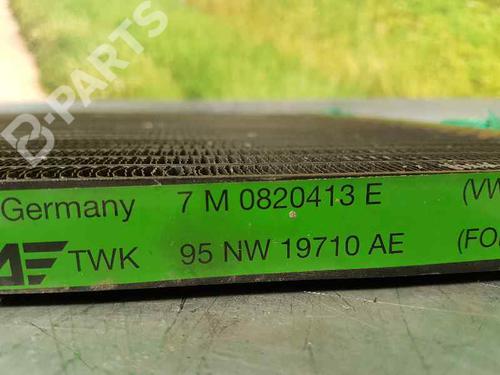 B-PARTS
Germany 7 M 0820413 E (VW
TWK 95 NW 19710 AE (FO